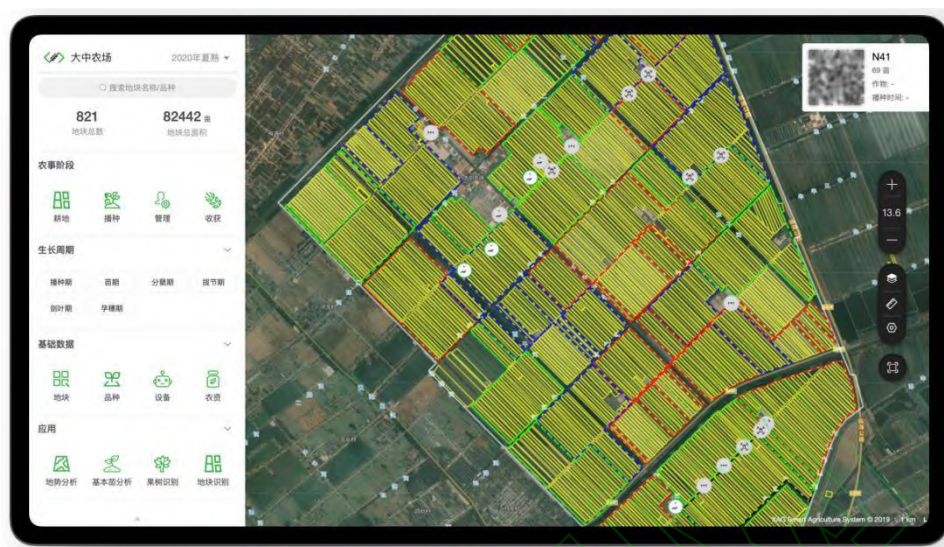 大中农场 2020年夏熟
搜索地块名称/品种
821 82442 亩
地块总数 地块总面积
农事阶段
耕地 播种 管理 收获
生长周期
播种期 苗期 分蘖期 拔节期
剑叶期 孕穗期
基础数据
地块 品种 设备 农资
应用
地势分析 基本苗分析 果树识别 地块识别
N41
69 亩
作物: -
播种时间: -
13.6
XAG Smart Agriculture System © 2019 1 km